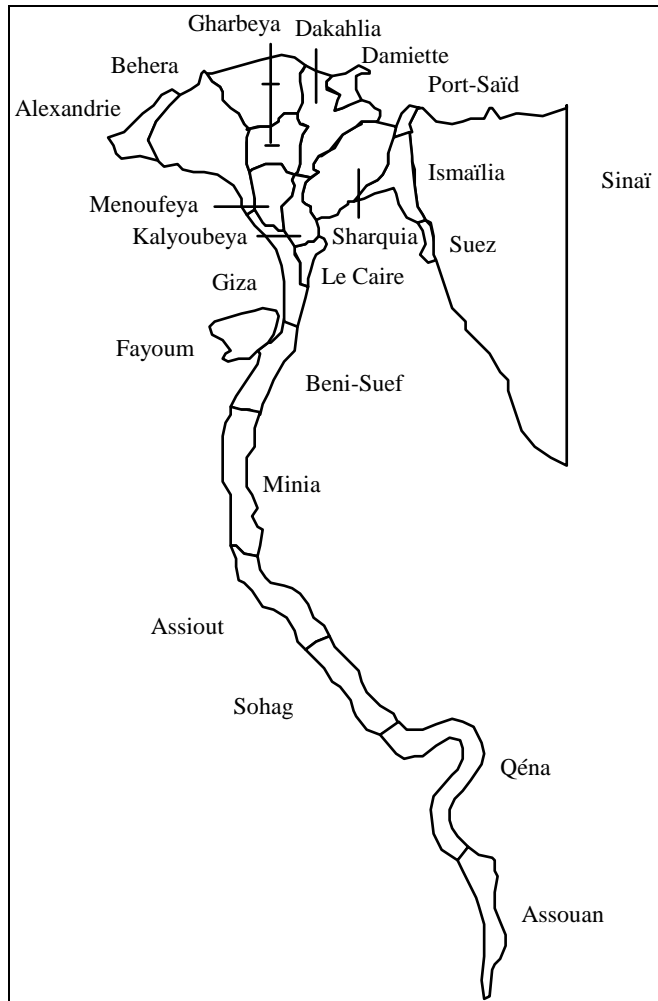 Gharbeya
Dakahlia
Behera
Damiette
Port-Saïd
Alexandrie
Ismaïlia
Sinaï
Menoufeya
Kalyoubeya
Sharquia
Suez
Giza
Le Caire
Fayoum
Beni-Suef
Minia
Assiout
Sohag
Qéna
Assouan